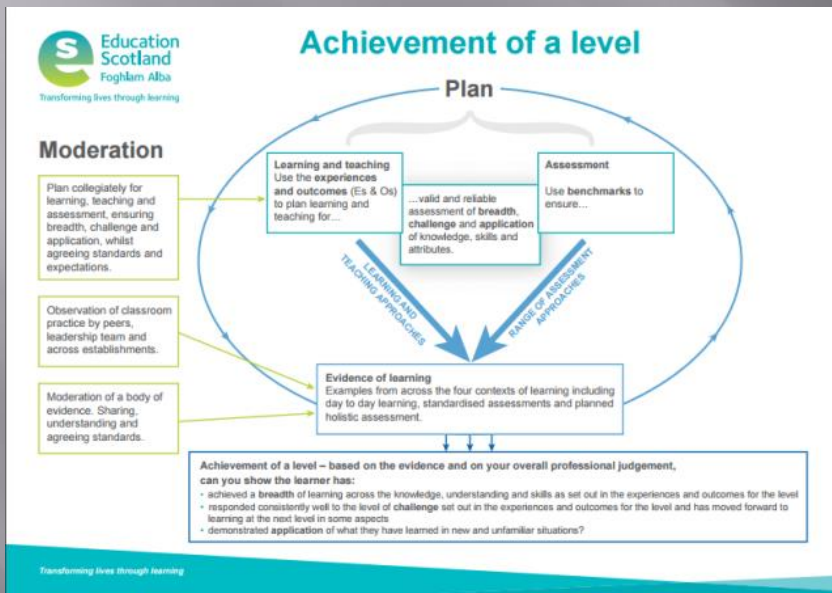 Education
Scotland
Foghlam Alba
Transforming lives through learning
Achievement of a level
Plan
Moderation
Plan collegiately for
learning, teaching and
assessment, ensuring
breadth, challenge and
application, whilst
agreeing standards and
expectations.
Observation of classroom
practice by peers,
leadership team and
across establishments.
Moderation of a body of
evidence. Sharing,
understanding and
agreeing standards.
Learning and teaching
Use the experiences
and outcomes (Es & Os)
to plan learning and
teaching for…
…valid and reliable
assessment of breadth,
challenge and application
of knowledge, skills and
attributes.
Assessment
Use benchmarks to
ensure…
LEARNING AND
TEACHING APPROACHES
RANGE OF ASSESSMENT
APPROACHES
Evidence of learning
Examples from across the four contexts of learning including
day to day learning, standardised assessments and planned
holistic assessment.
Achievement of a level – based on the evidence and on your overall professional judgement,
can you show the learner has:
• achieved a breadth of learning across the knowledge, understanding and skills as set out in the experiences and outcomes for the level
• responded consistently well to the level of challenge set out in the experiences and outcomes for the level and has moved forward to
learning at the next level in some aspects
• demonstrated application of what they have learned in new and unfamiliar situations?
Transforming lives through learning